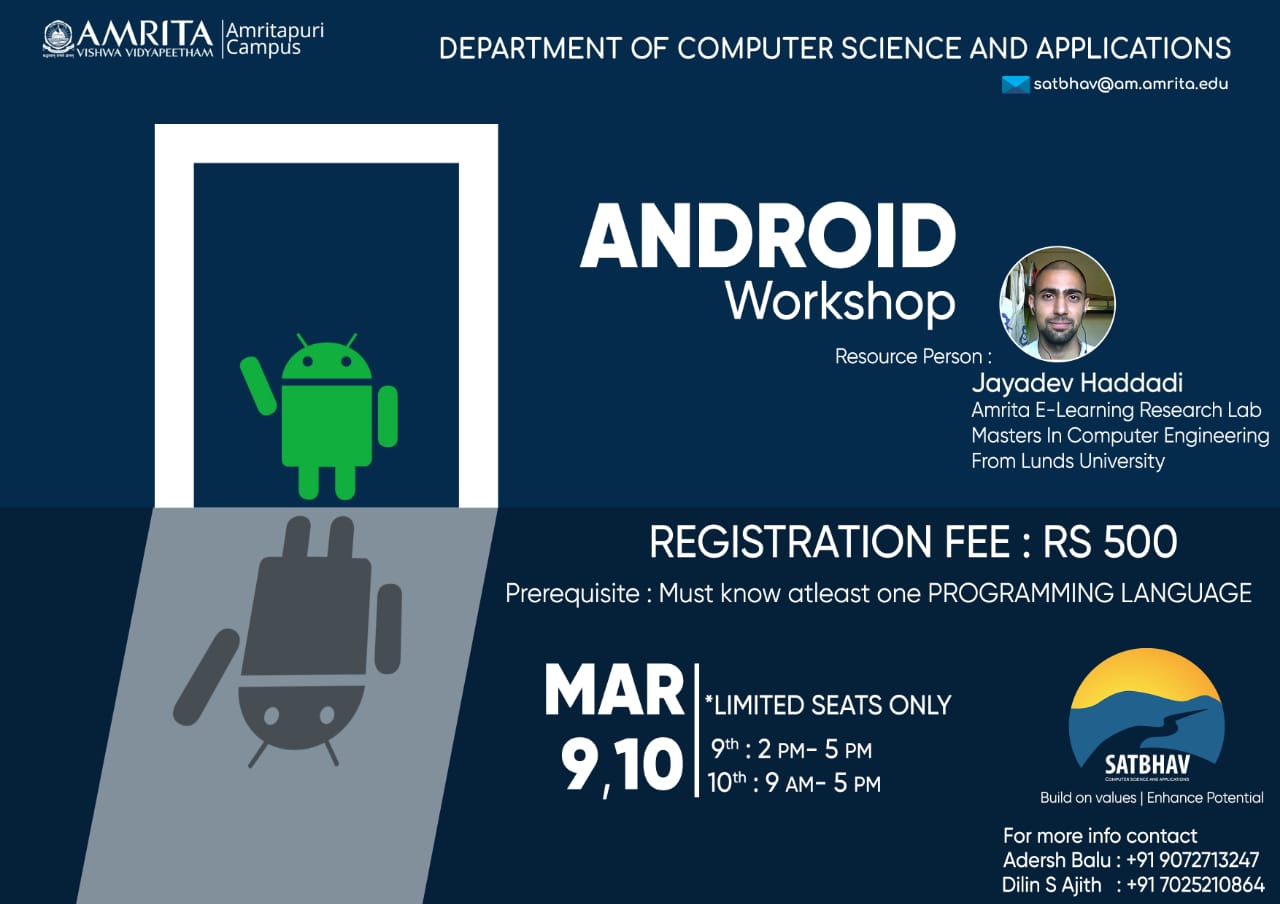 AMRITA
VISHWA VIDYAPEETHAM
Amritapuri
Campus
DEPARTMENT OF COMPUTER SCIENCE AND APPLICATIONS
satbhav@am.amrita.edu
ANDROID
Workshop
Resource Person :
Jayadev Haddadi
Amrita E-Learning Research Lab
Masters In Computer Engineering
From Lunds University
REGISTRATION FEE : RS 500
Prerequisite : Must know atleast one PROGRAMMING LANGUAGE
MAR
9,10
*LIMITED SEATS ONLY
9th : 2 PM- 5 PM
10th : 9 AM- 5 PM
SATBHAV
COMPUTER SCIENCE AND APPLICATIONS
Build on values | Enhance Potential
For more info contact
Adersh Balu : +91 9072713247
Dilin S Ajith : +91 7025210864